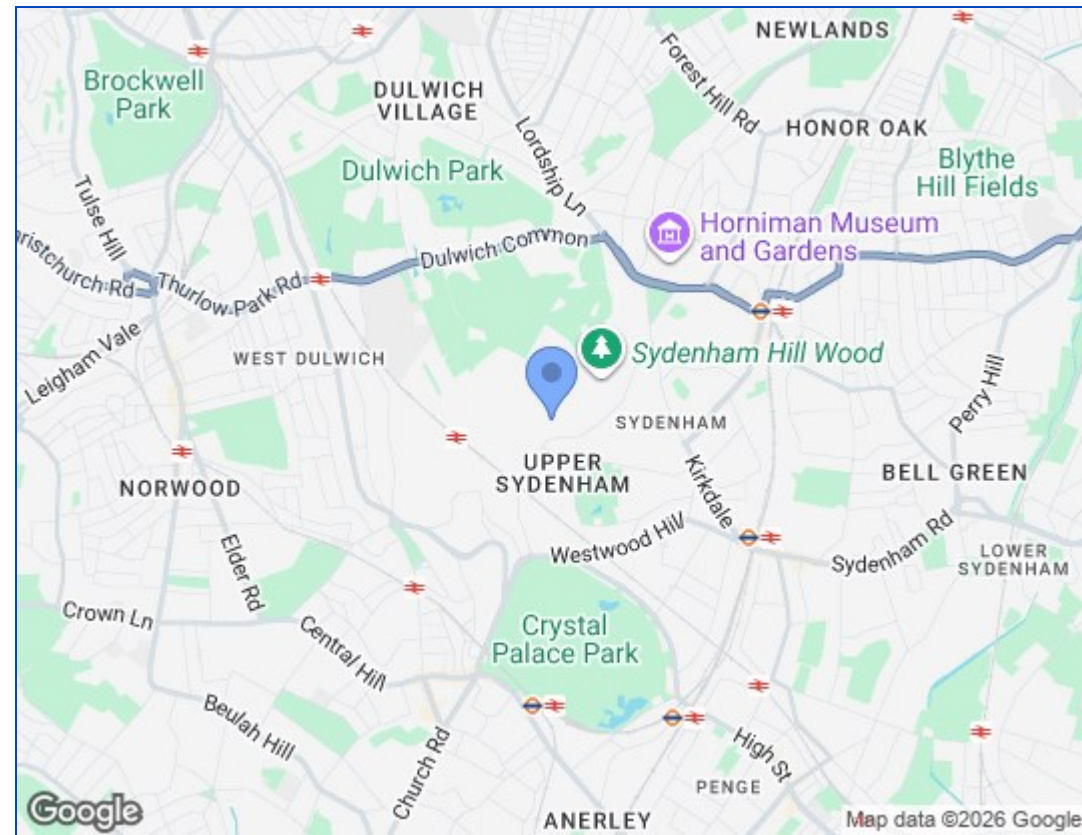 NEWLANDS
Brockwell
Park
DULWICH
VILLAGE
Forest Hill Rd
HONOR OAK
Lordship Ln
Blythe
Hill Fields
Dulwich Park
Tulse Hill
Horniman Museum
and Gardens
Dulwich Common
hristchurch Rd
Thurlow Park Rd
Leigham Vale
WEST DULWICH
Sydenham Hill Wood
Perry Hill
SYDENHAM
UPPER
SYDENHAM
Kirkdale
BELL GREEN
NORWOOD
Westwood Hill
Sydenham Rd
Elder Rd
LOWER
SYDENHAM
Crown Ln
Central Hill
Crystal
Palace Park
Beulah Hill
Church Rd
High St
PENGE
Google
ANERLEY
Map data ©2026 Google